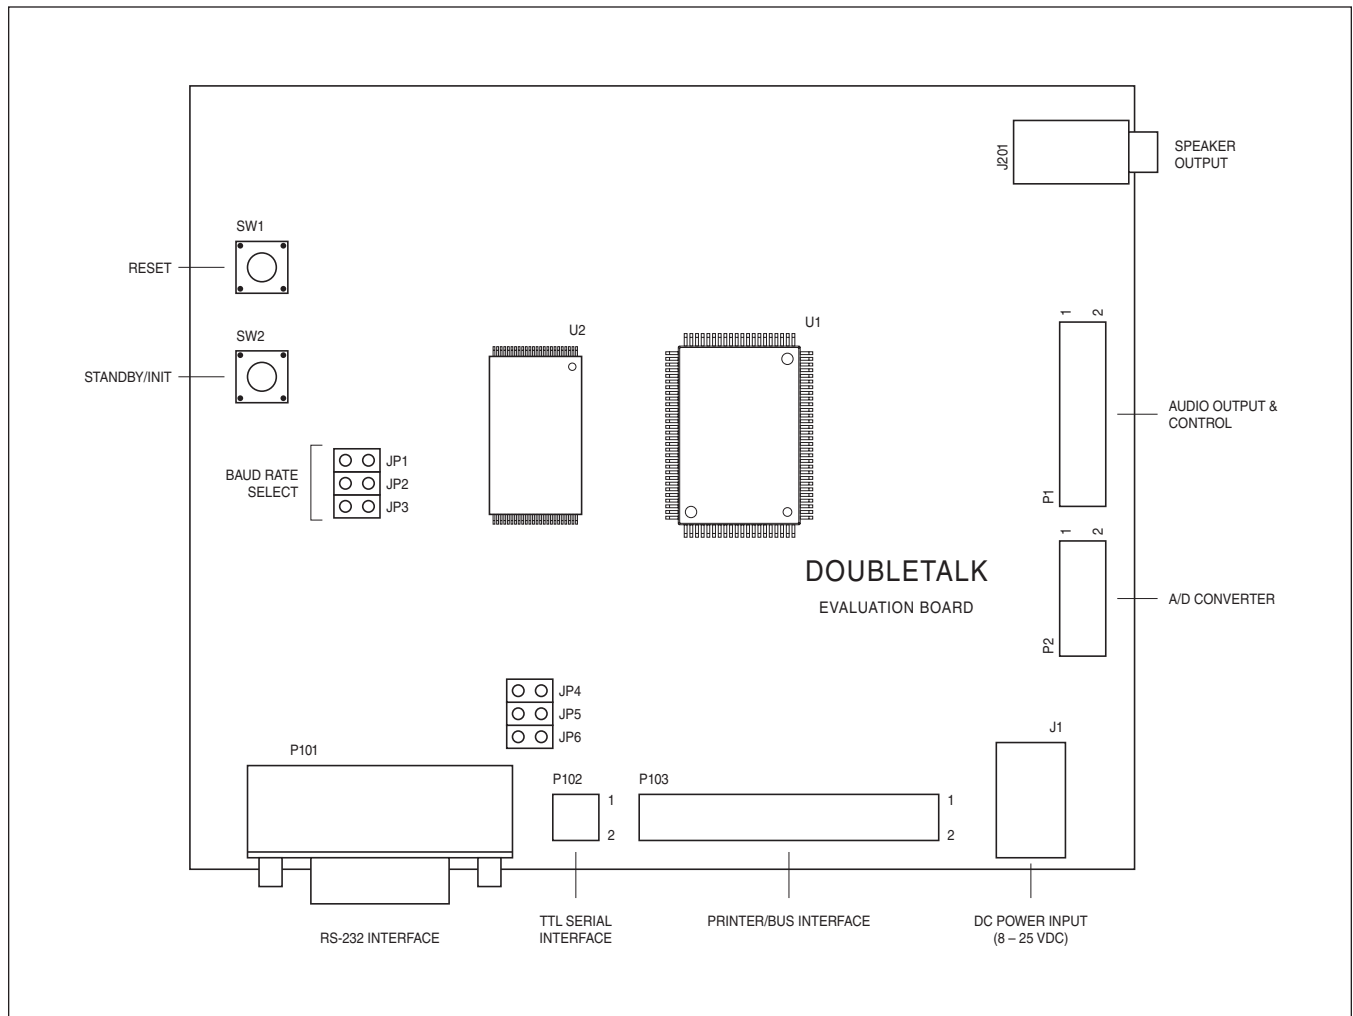 J201
SPEAKER
OUTPUT
SW1
RESET
SW2
STANDBY/INIT
U2
U1
1
2
AUDIO OUTPUT &
CONTROL
P1
BAUD RATE
SELECT
JP1
JP2
JP3
1
2
DOUBLETALK
EVALUATION BOARD
A/D CONVERTER
P2
JP4
JP5
JP6
J1
P101
P102
P103
1
2
1
2
RS-232 INTERFACE
TTL SERIAL
INTERFACE
PRINTER/BUS INTERFACE
DC POWER INPUT
(8 – 25 VDC)